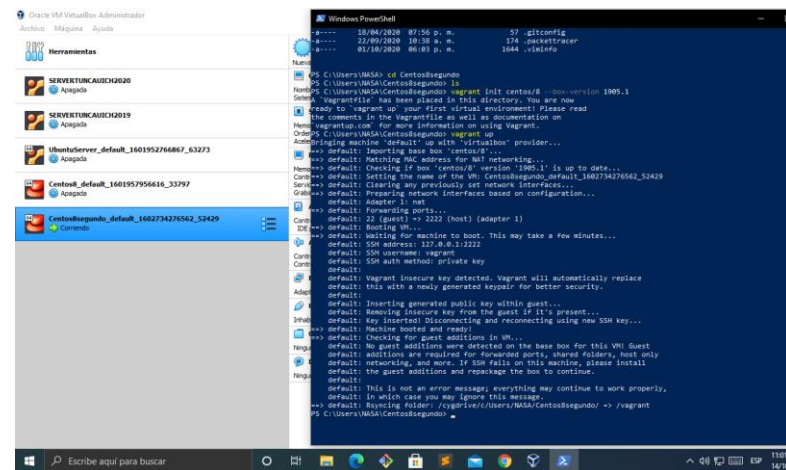 Oracle VM VirtualBox Administrador
Archivo Máquina Ayuda
Herramientas
Nueva
SERVERTUNCAUICH2020
Apagada
SERVERTUNCAUICH2019
Apagada
UbuntuServer_default_1601952766867_63273
Apagada
Centos8_default_1601957956616_33797
Apagada
Centos8segundo_default_1602734276562_52429
Corriendo
Windows PowerShell
-a---- 18/04/2020 07:56 p. m. 57 .gitconfig
-a---- 22/09/2020 10:38 a. m. 174 .packettracer
-a---- 01/10/2020 06:03 p. m. 1644 .viminfo
PS C:\Users\NASA> cd Centos8segundo
PS C:\Users\NASA\Centos8segundo> ls
PS C:\Users\NASA\Centos8segundo> vagrant init centos/8 --box-version 1905.1
A `Vagrantfile` has been placed in this directory. You are now
ready to `vagrant up` your first virtual environment! Please read
the comments in the Vagrantfile as well as documentation on
`vagrantup.com` for more information on using Vagrant.
PS C:\Users\NASA\Centos8segundo> vagrant up
Bringing machine 'default' up with 'virtualbox' provider...
==> default: Importing base box 'centos/8'...
==> default: Matching MAC address for NAT networking...
==> default: Checking if box 'centos/8' version '1905.1' is up to date...
==> default: Setting the name of the VM: Centos8segundo_default_1602734276562_52429
==> default: Clearing any previously set network interfaces...
==> default: Preparing network interfaces based on configuration...
default: Adapter 1: nat
==> default: Forwarding ports...
default: 22 (guest) => 2222 (host) (adapter 1)
==> default: Booting VM...
==> default: Waiting for machine to boot. This may take a few minutes...
default: SSH address: 127.0.0.1:2222
default: SSH username: vagrant
default: SSH auth method: private key
default:
default: Vagrant insecure key detected. Vagrant will automatically replace
default: this with a newly generated keypair for better security.
default:
default: Inserting generated public key within guest...
default: Removing insecure key from the guest if it's present...
default: Key inserted! Disconnecting and reconnecting using new SSH key...
==> default: Machine booted and ready!
==> default: Checking for guest additions in VM...
default: No guest additions were detected on the base box for this VM! Guest
default: additions are required for forwarded ports, shared folders, host only
default: networking, and more. If SSH fails on this machine, please install
default: the guest additions and repackage the box to continue.
default:
default: This is not an error message; everything may continue to work properly,
default: in which case you may ignore this message.
==> default: Rsyncing folder: /cygdrive/c/Users/NASA/Centos8segundo/ => /vagrant
PS C:\Users\NASA\Centos8segundo>
Escribe aquí para buscar
ESP
11:01
14/10